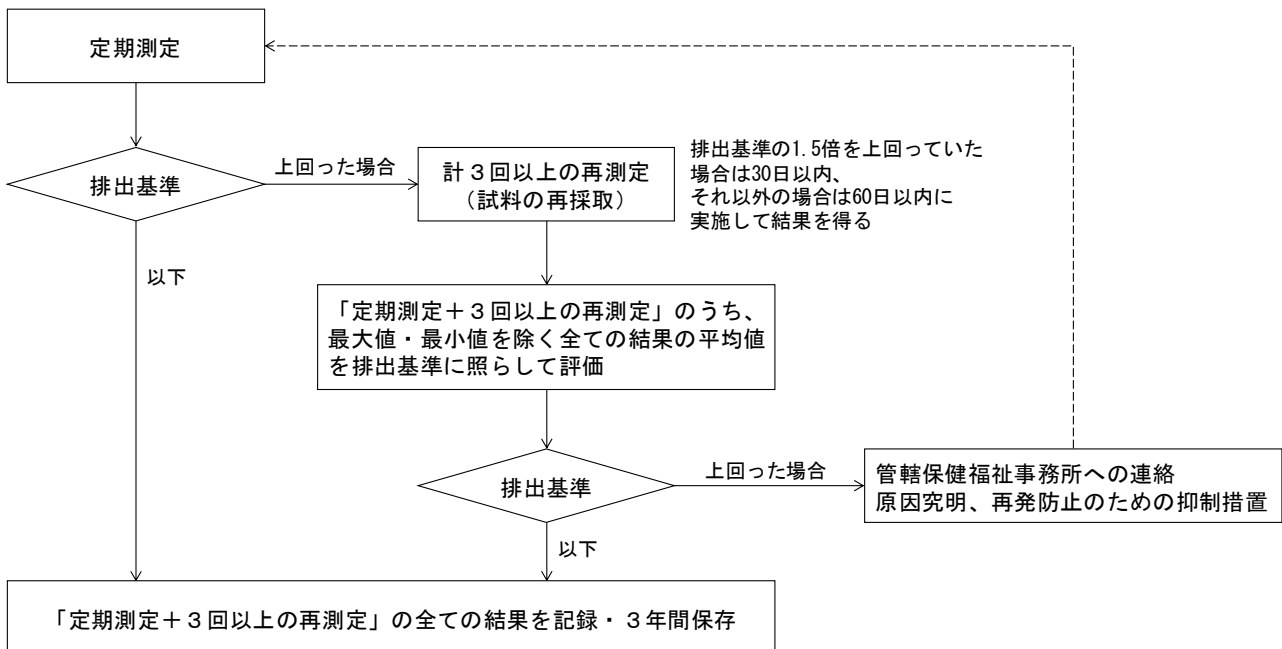 定期測定
排出基準
上回った場合
計３回以上の再測定
（試料の再採取）
排出基準の1.5倍を上回っていた
場合は30日以内、
それ以外の場合は60日以内に
実施して結果を得る
以下
「定期測定＋３回以上の再測定」のうち、
最大値・最小値を除く全ての結果の平均値
を排出基準に照らして評価
排出基準
上回った場合
管轄保健福祉事務所への連絡
原因究明、再発防止のための抑制措置
以下
「定期測定＋３回以上の再測定」の全ての結果を記録・３年間保存